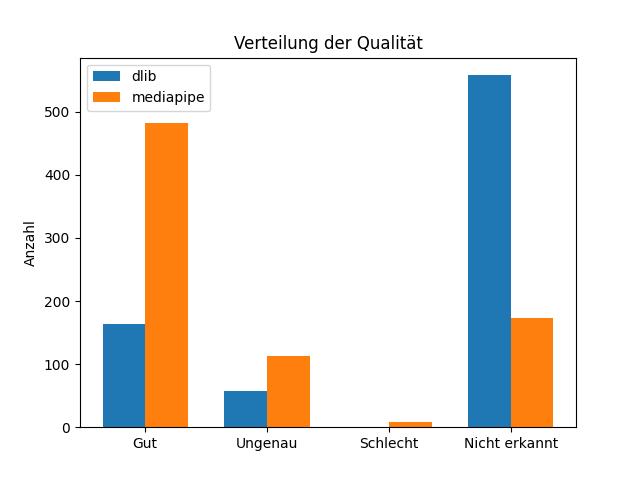 Verteilung der Qualität
dlib
mediapipe
Anzahl
500
400
300
200
100
0
Gut Ungenau Schlecht Nicht erkannt